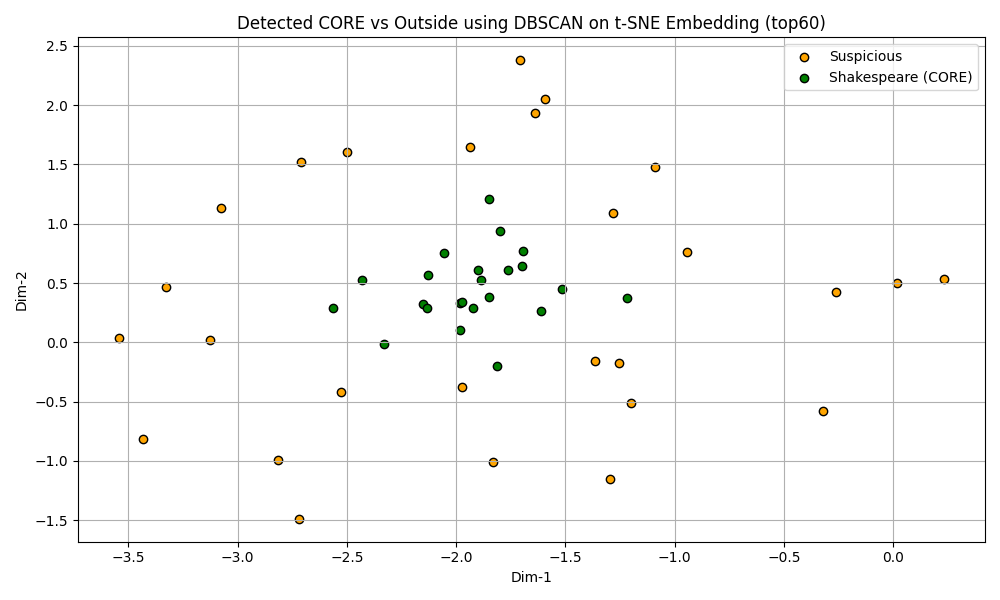 Detected CORE vs Outside using DBSCAN on t-SNE Embedding (top60)
Suspicious
Shakespeare (CORE)
Dim-2
2.5
2.0
1.5
1.0
0.5
0.0
−0.5
−1.0
−1.5
−3.5 −3.0 −2.5 −2.0 −1.5 −1.0 −0.5 0.0
Dim-1